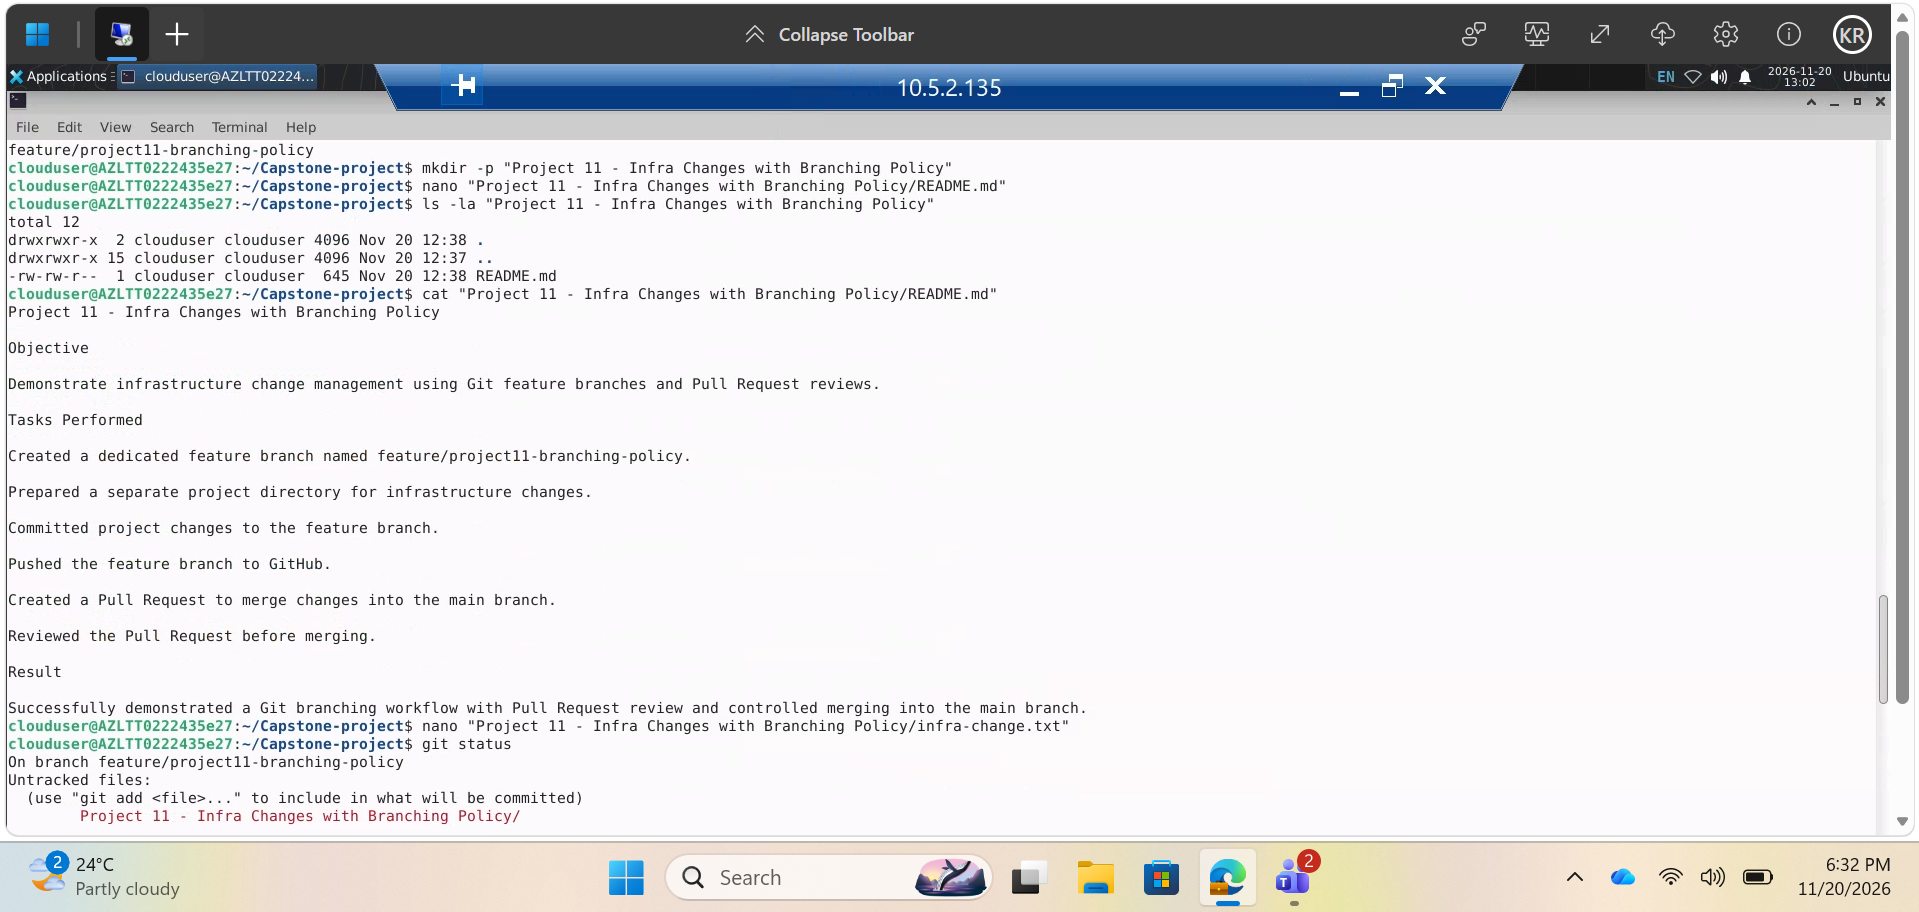 Collapse Toolbar
KR
Applications
clouduser@AZLTT02224...
10.5.2.135
EN
2026-11-20
13:02
Ubuntu
File Edit View Search Terminal Help
feature/project11-branching-policy
clouduser@AZLTT0222435e27:~/Capstone-project$ mkdir -p "Project 11 - Infra Changes with Branching Policy"
clouduser@AZLTT0222435e27:~/Capstone-project$ nano "Project 11 - Infra Changes with Branching Policy/README.md"
clouduser@AZLTT0222435e27:~/Capstone-project$ ls -la "Project 11 - Infra Changes with Branching Policy"
total 12
drwxrwxr-x  2 clouduser clouduser 4096 Nov 20 12:38 .
drwxrwxr-x 15 clouduser clouduser 4096 Nov 20 12:37 ..
-rw-rw-r--  1 clouduser clouduser  645 Nov 20 12:38 README.md
clouduser@AZLTT0222435e27:~/Capstone-project$ cat "Project 11 - Infra Changes with Branching Policy/README.md"
Project 11 - Infra Changes with Branching Policy
Objective
Demonstrate infrastructure change management using Git feature branches and Pull Request reviews.
Tasks Performed
Created a dedicated feature branch named feature/project11-branching-policy.
Prepared a separate project directory for infrastructure changes.
Committed project changes to the feature branch.
Pushed the feature branch to GitHub.
Created a Pull Request to merge changes into the main branch.
Reviewed the Pull Request before merging.
Result
Successfully demonstrated a Git branching workflow with Pull Request review and controlled merging into the main branch.
clouduser@AZLTT0222435e27:~/Capstone-project$ nano "Project 11 - Infra Changes with Branching Policy/infra-change.txt"
clouduser@AZLTT0222435e27:~/Capstone-project$ git status
On branch feature/project11-branching-policy
Untracked files:
  (use "git add <file>..." to include in what will be committed)
        Project 11 - Infra Changes with Branching Policy/
2
24°C
Partly cloudy
Search
T
2
6:32 PM
11/20/2026